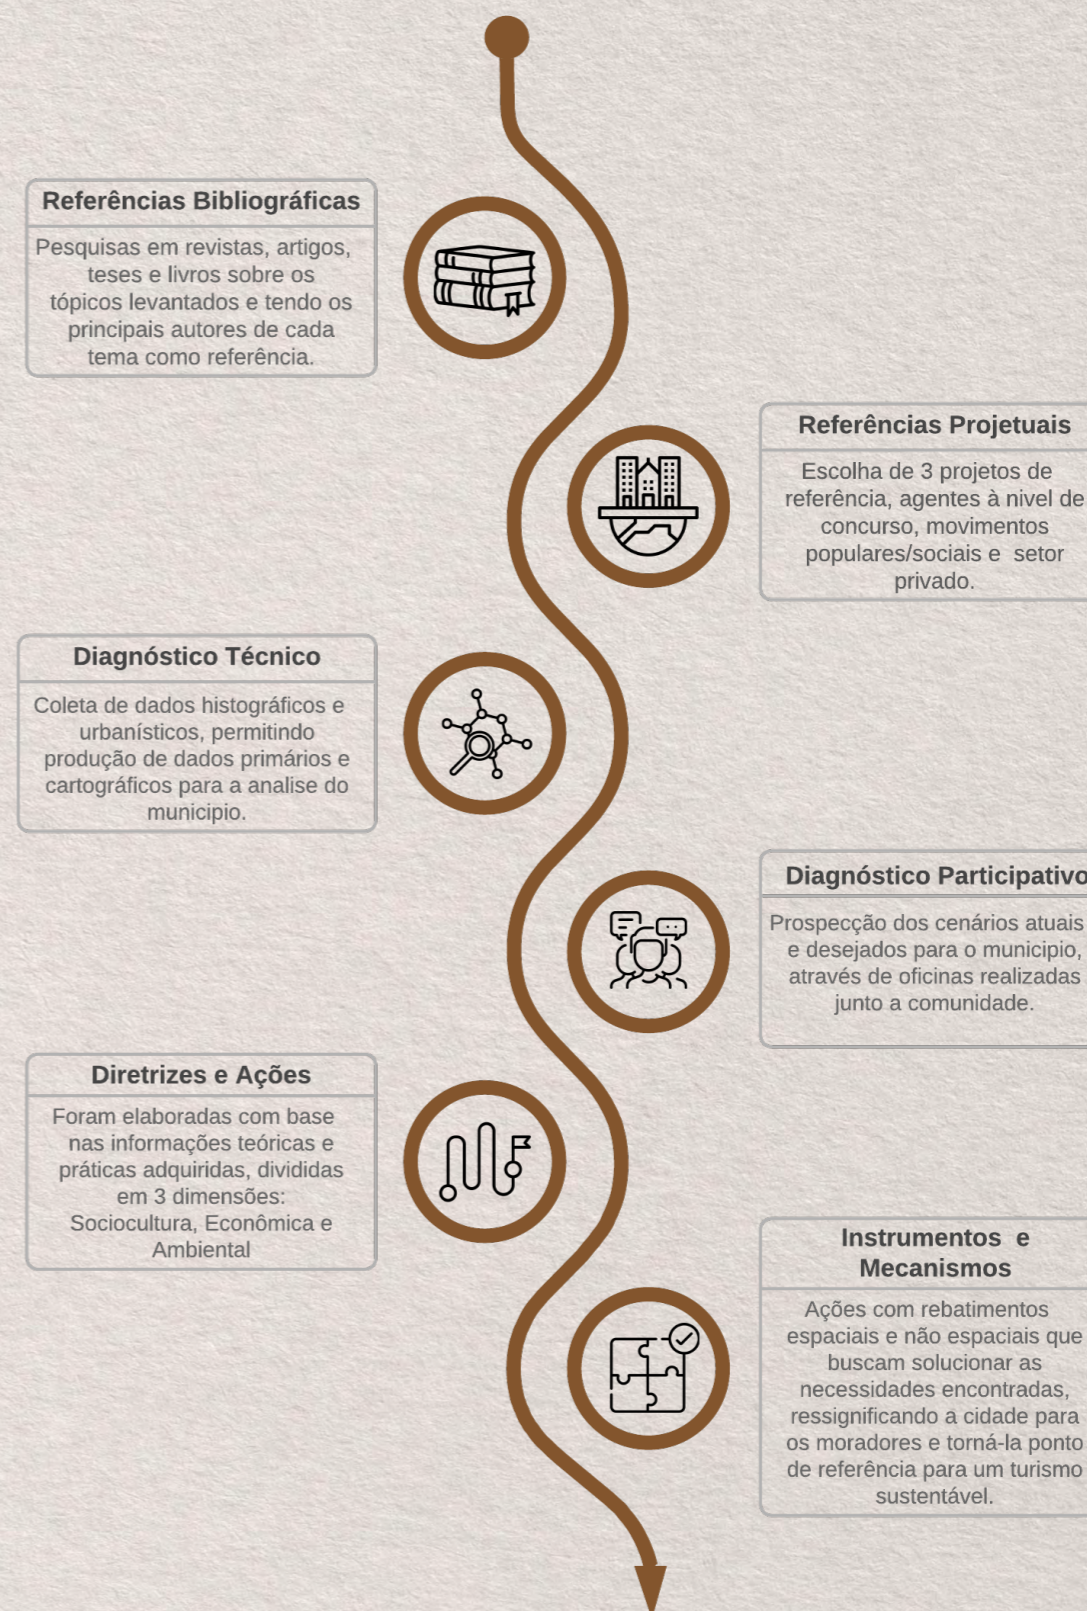 Referências Bibliográficas
Pesquisas em revistas, artigos,
teses e livros sobre os
tópicos levantados e tendo os
principais autores de cada
tema como referência.
Referências Projetuais
Escolha de 3 projetos de
referência, agentes à nivel de
concurso, movimentos
populares/sociais e setor
privado.
Diagnóstico Técnico
Coleta de dados histográficos e
urbanísticos, permitindo
produção de dados primários e
cartográficos para a analise do
municipio.
Diagnóstico Participativo
Prospecção dos cenários atuais
e desejados para o municipio,
através de oficinas realizadas
junto a comunidade.
Diretrizes e Ações
Foram elaboradas com base
nas informações teóricas e
práticas adquiridas, divididas
em 3 dimensões:
Sociocultura, Econômica e
Ambiental
Instrumentos e
Mecanismos
Ações com rebatimentos
espaciais e não espaciais que
buscam solucionar as
necessidades encontradas,
ressignificando a cidade para
os moradores e torná-la ponto
de referência para um turismo
sustentável.